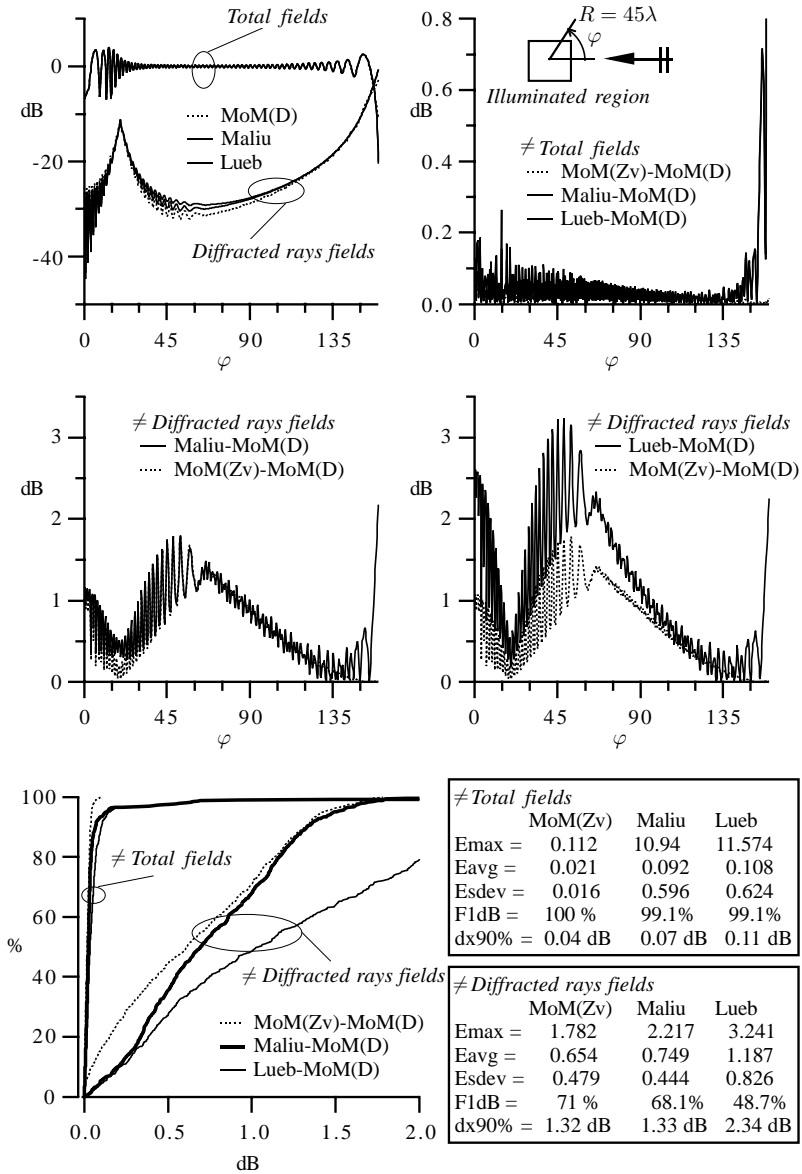 Total fields
0
dB
-20
-40
MoM(D)
Maliu
Lueb
Diffracted rays fields
0 45 90 135
φ
0.8
0.6
0.4
0.2
0.0
R = 45λ
φ
Illuminated region
≠ Total fields
MoM(Zv)-MoM(D)
Maliu-MoM(D)
Lueb-MoM(D)
dB
0 45 90 135
φ
≠ Diffracted rays fields
Maliu-MoM(D)
MoM(Zv)-MoM(D)
3
dB
2
1
0
0 45 90 135
φ
≠ Diffracted rays fields
Lueb-MoM(D)
MoM(Zv)-MoM(D)
3
dB
2
1
0
0 45 90 135
φ
100
80
60
%
40
20
0
≠ Total fields
≠ Diffracted rays fields
MoM(Zv)-MoM(D)
Maliu-MoM(D)
Lueb-MoM(D)
0.0 0.5 1.0 1.5 2.0
dB
≠ Total fields
MoM(Zv) Maliu Lueb
Emax = 0.112 10.94 11.574
Eavg = 0.021 0.092 0.108
Esdev = 0.016 0.596 0.624
F1dB = 100 % 99.1% 99.1%
dx90% = 0.04 dB 0.07 dB 0.11 dB
≠ Diffracted rays fields
MoM(Zv) Maliu Lueb
Emax = 1.782 2.217 3.241
Eavg = 0.654 0.749 1.187
Esdev = 0.479 0.444 0.826
F1dB = 71 % 68.1% 48.7%
dx90% = 1.32 dB 1.33 dB 2.34 dB